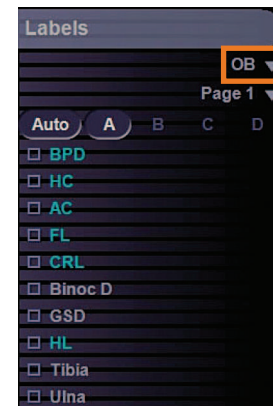 Labels
OB
Page 1
Auto A B C D
BPD
HC
AC
FL
CRL
Binoc D
GSD
HL
Tibia
Ulna